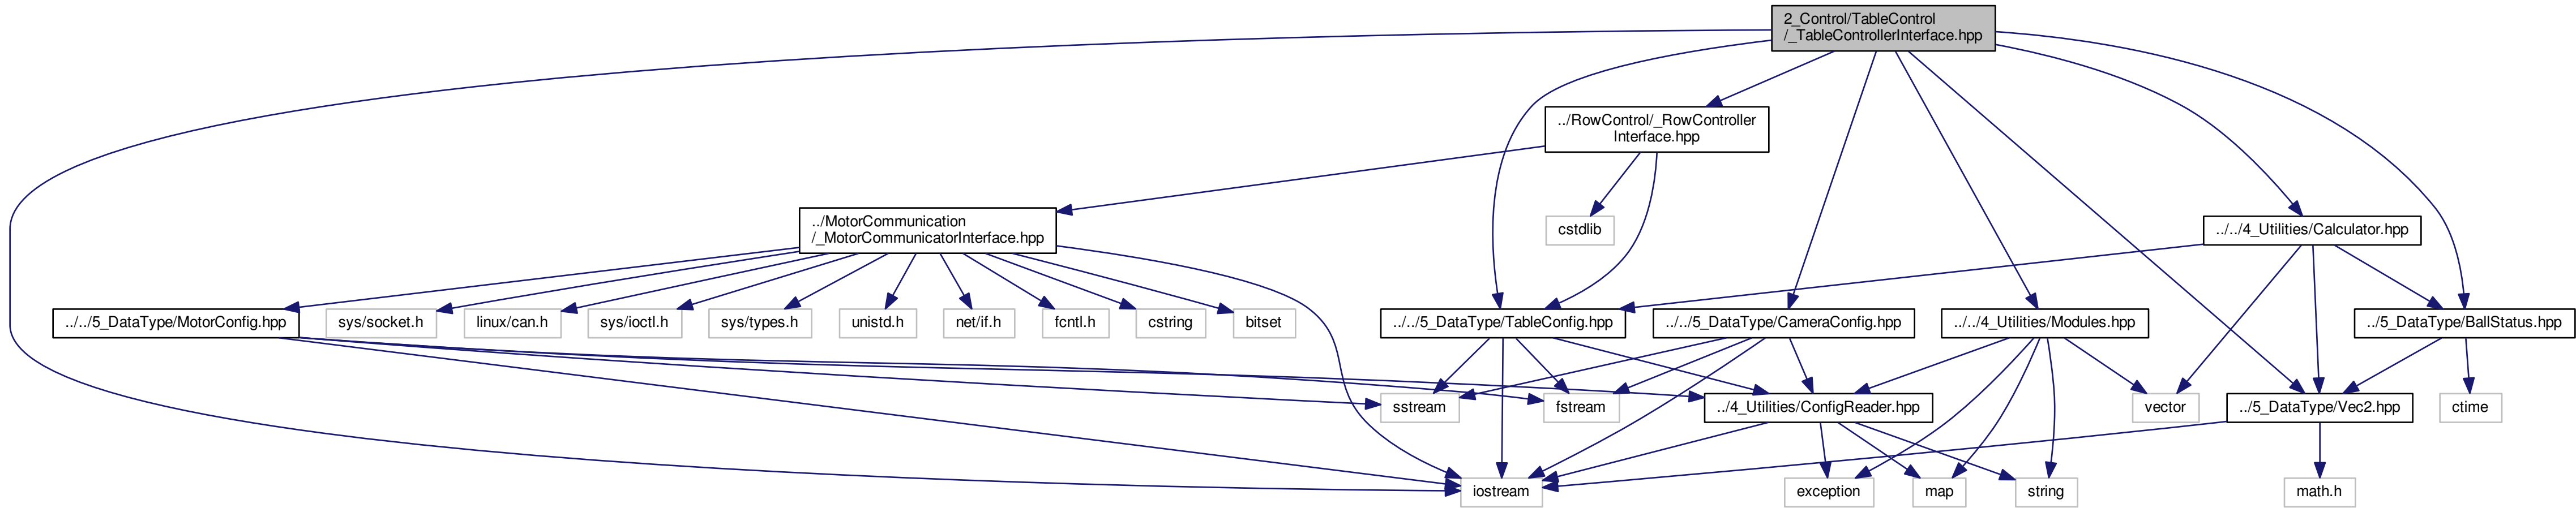 2_Control/TableControl
/_TableControllerInterface.hpp
../RowControl/_RowController
Interface.hpp
../MotorCommunication
/_MotorCommunicatorInterface.hpp
cstdlib
../../4_Utilities/Calculator.hpp
../../5_DataType/MotorConfig.hpp
sys/socket.h
linux/can.h
sys/ioctl.h
sys/types.h
unistd.h
net/if.h
fcntl.h
cstring
bitset
../../5_DataType/TableConfig.hpp
../../5_DataType/CameraConfig.hpp
../../4_Utilities/Modules.hpp
../5_DataType/BallStatus.hpp
sstream
fstream
../4_Utilities/ConfigReader.hpp
vector
../5_DataType/Vec2.hpp
ctime
iostream
exception
map
string
math.h